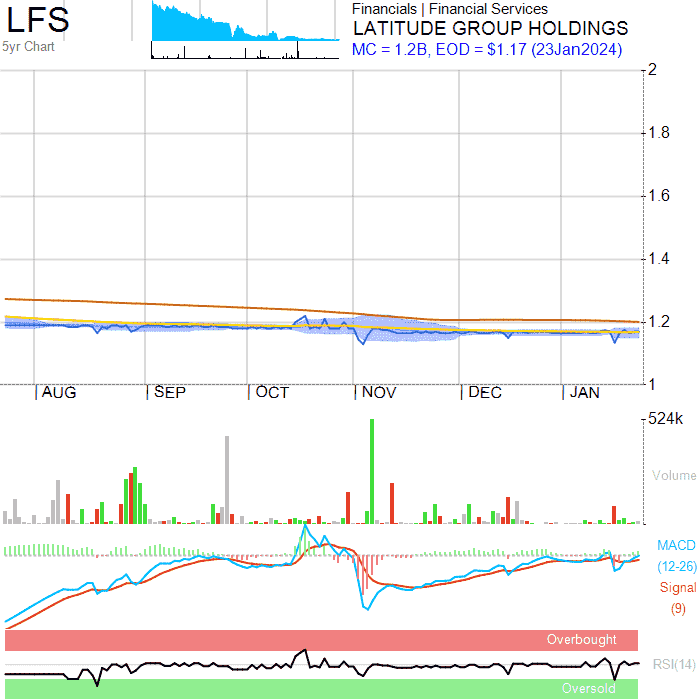 LFS
5yr Chart
Financials | Financial Services
LATITUDE GROUP HOLDINGS
MC = 1.2B, EOD = $1.17 (23Jan2024)
2
1.8
1.6
1.4
1.2
1
AUG SEP OCT NOV DEC JAN
524k
Volume
MACD
(12-26)
Signal
(9)
Overbought
RSI(14)
Oversold